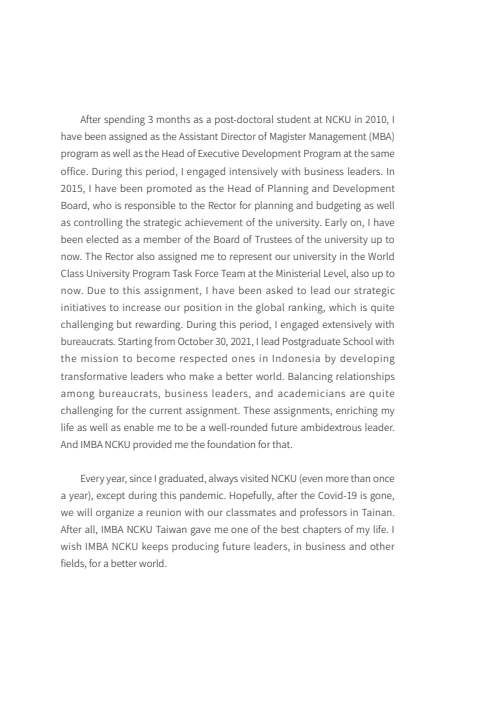 After spending 3 months as a post-doctoral student at NCKU in 2010, I
have been assigned as the Assistant Director of Magister Management (MBA)
program as well as the Head of Executive Development Program at the same
office. During this period, I engaged intensively with business leaders. In
2015, I have been promoted as the Head of Planning and Development
Board, who is responsible to the Rector for planning and budgeting as well
as controlling the strategic achievement of the university. Early on, I have
been elected as a member of the Board of Trustees of the university up to
now. The Rector also assigned me to represent our university in the World
Class University Program Task Force Team at the Ministerial Level, also up to
now. Due to this assignment, I have been asked to lead our strategic
initiatives to increase our position in the global ranking, which is quite
challenging but rewarding. During this period, I engaged extensively with
bureaucrats. Starting from October 30, 2021, I lead Postgraduate School with
the mission to become respected ones in Indonesia by developing
transformative leaders who make a better world. Balancing relationships
among bureaucrats, business leaders, and academicians are quite
challenging for the current assignment. These assignments, enriching my
life as well as enable me to be a well-rounded future ambidextrous leader.
And IMBA NCKU provided me the foundation for that.
Every year, since I graduated, always visited NCKU (even more than once
a year), except during this pandemic. Hopefully, after the Covid-19 is gone,
we will organize a reunion with our classmates and professors in Tainan.
After all, IMBA NCKU Taiwan gave me one of the best chapters of my life. I
wish IMBA NCKU keeps producing future leaders, in business and other
fields, for a better world.